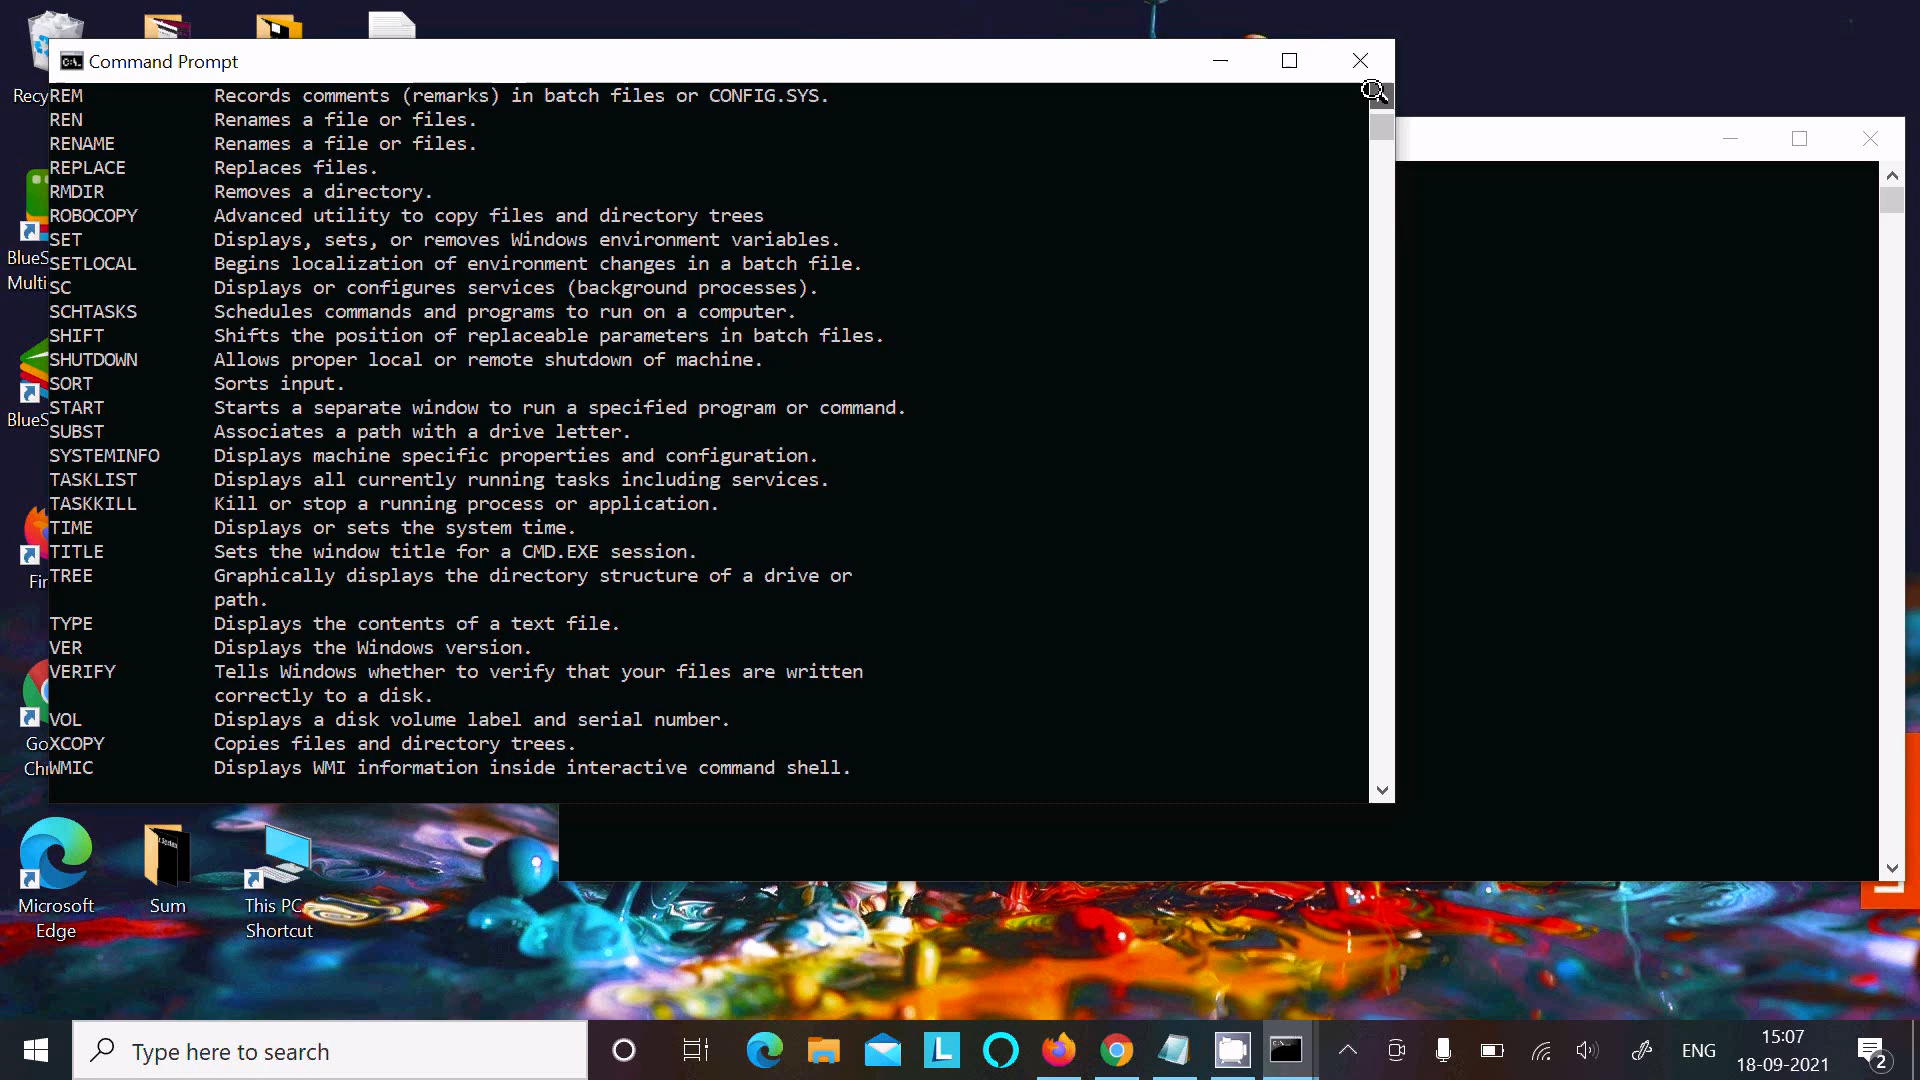 Command Prompt
REM Records comments (remarks) in batch files or CONFIG.SYS.
REN Renames a file or files.
RENAME Renames a file or files.
REPLACE Replaces files.
RMDIR Removes a directory.
ROBOCOPY Advanced utility to copy files and directory trees
SET Displays, sets, or removes Windows environment variables.
SETLOCAL Begins localization of environment changes in a batch file.
SC Displays or configures services (background processes).
SCHTASKS Schedules commands and programs to run on a computer.
SHIFT Shifts the position of replaceable parameters in batch files.
SHUTDOWN Allows proper local or remote shutdown of machine.
SORT Sorts input.
START Starts a separate window to run a specified program or command.
SUBST Associates a path with a drive letter.
SYSTEMINFO Displays machine specific properties and configuration.
TASKLIST Displays all currently running tasks including services.
TASKKILL Kill or stop a running process or application.
TIME Displays or sets the system time.
TITLE Sets the window title for a CMD.EXE session.
TREE Graphically displays the directory structure of a drive or
path.
TYPE Displays the contents of a text file.
VER Displays the Windows version.
VERIFY Tells Windows whether to verify that your files are written
correctly to a disk.
VOL Displays a disk volume label and serial number.
XCOPY Copies files and directory trees.
WMIC Displays WMI information inside interactive command shell.
Recy
BlueS
Multi
BlueS
Fir
Go
Chr
Microsoft
Edge
Sum
This PC
Shortcut
Type here to search
L
ENG
15:07
18-09-2021
2